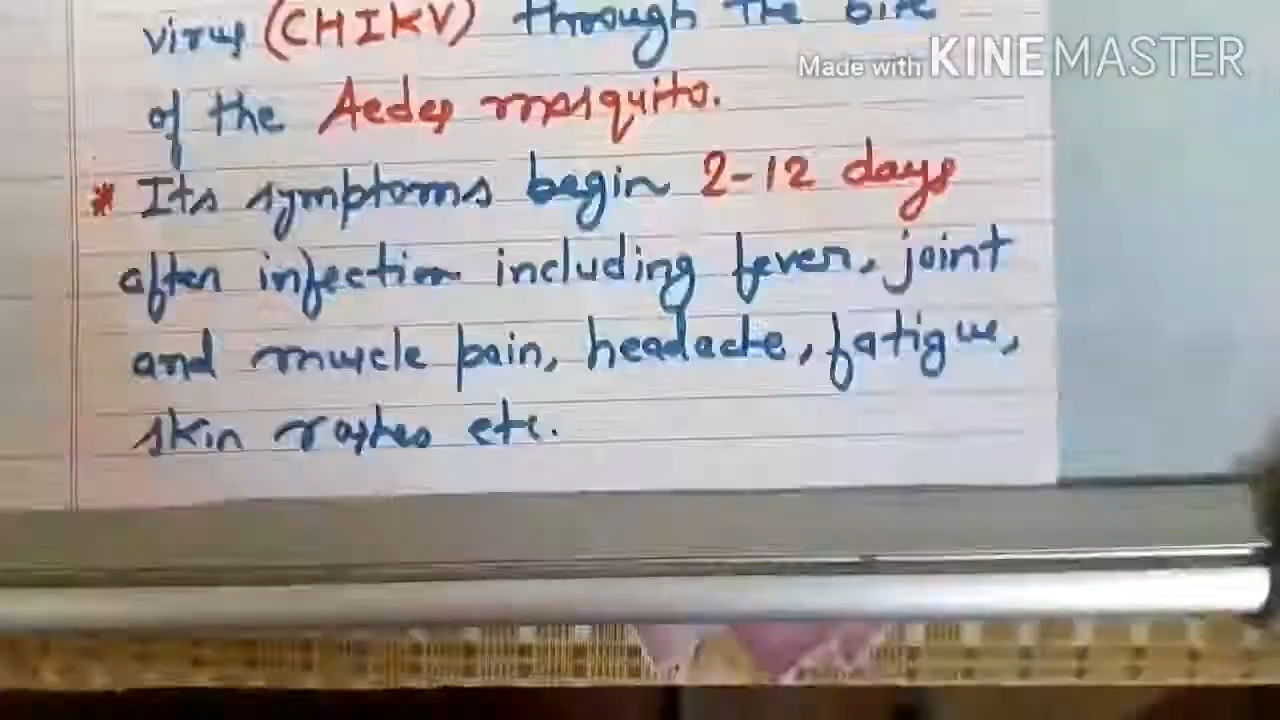 virus (CHIKV) through the bite
Made with KINEMASTER
of the Aedes mosquito.
* Its symptoms begin 2-12 days
after infection including fever, joint
and muscle pain, headache, fatigue,
skin rashes etc.